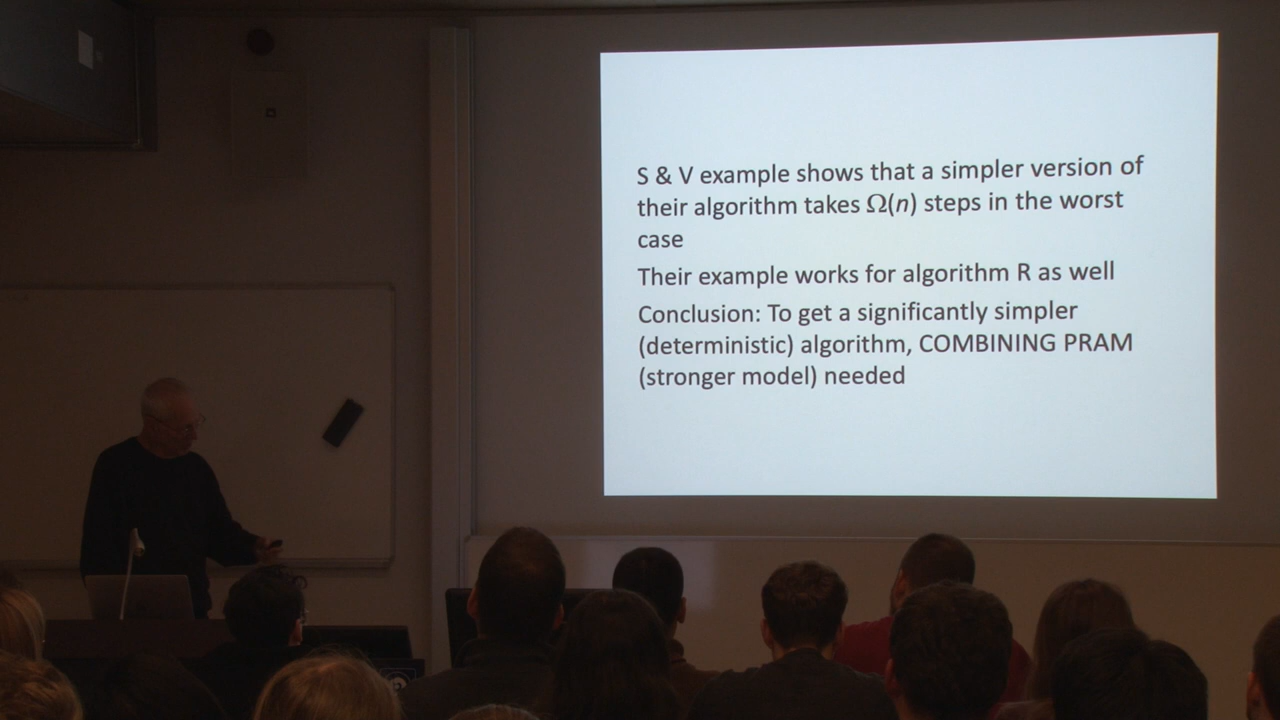 S & V example shows that a simpler version of
their algorithm takes Ω(n) steps in the worst
case
Their example works for algorithm R as well
Conclusion: To get a significantly simpler
(deterministic) algorithm, COMBINING PRAM
(stronger model) needed